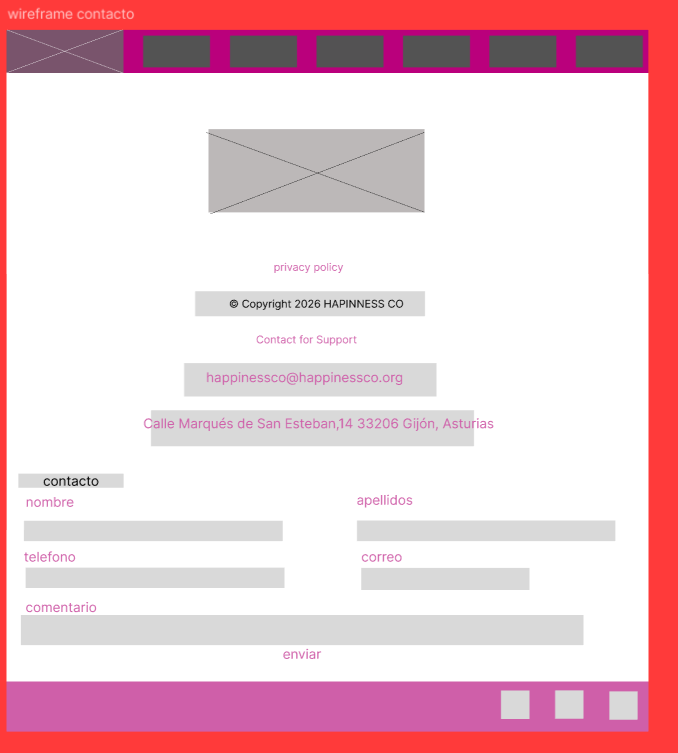 wireframe contacto
privacy policy
© Copyright 2026 HAPINNESS CO
Contact for Support
happinessco@happinessco.org
Calle Marqués de San Esteban,14 33206 Gijón, Asturias
contacto
nombre
apellidos
telefono
correo
comentario
enviar